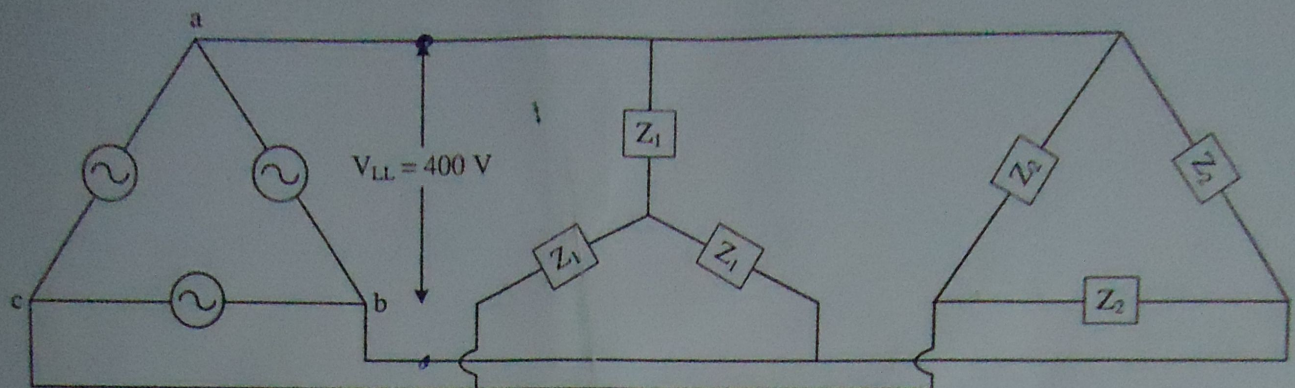 a
Z₁
V_LL = 400 V
Z₂
Z₂
Z₁
Z₁
c
b
Z₂